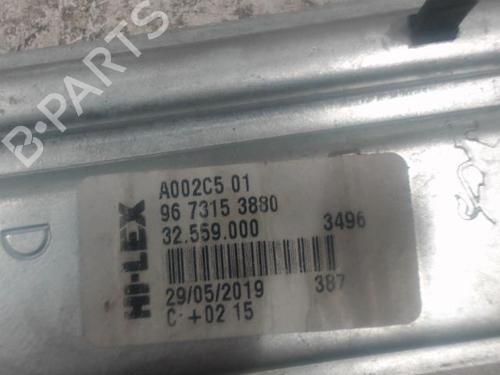 B-PARTS
HI-LEX
A002C5 01
96 7315 3880
32.559.000
3496
29/05/2019
387
C: +02 15
D